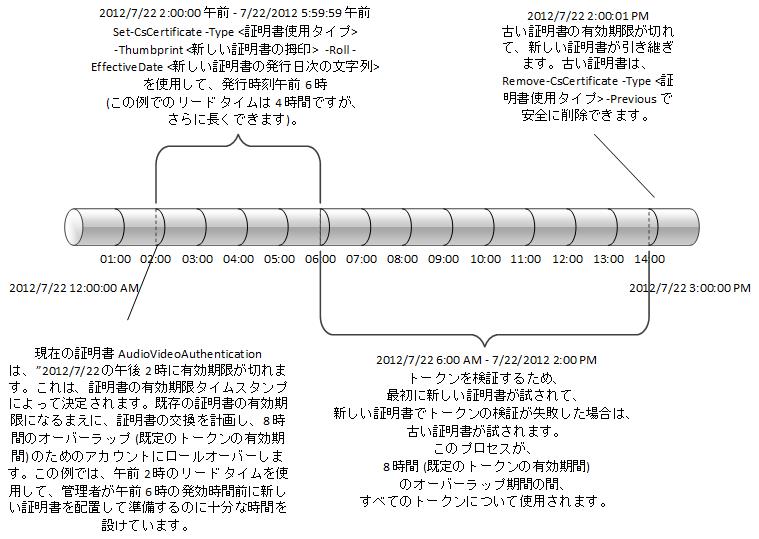 2012/7/22 2:00:00 午前 - 7/22/2012 5:59:59 午前
Set-CsCertificate -Type <証明書使用タイプ>
-Thumbprint <新しい証明書の拇印> -Roll -
EffectiveDate <新しい証明書の発行日次の文字列>
を使用して、発行時刻午前 6 時
(この例でのリード タイムは 4 時間ですが、
さらに長くできます)。
2012/7/22 2:00:01 PM
古い証明書の有効期限が切れ
て、新しい証明書が引き継ぎ
ます。古い証明書は、
Remove-CsCertificate -Type <証
明書使用タイプ> -Previous で
安全に削除できます。
01:00 02:00 03:00 04:00 05:00 06:00 07:00 08:00 09:00 10:00 11:00 12:00 13:00 14:00
2012/7/22 12:00:00 AM
2012/7/22 3:00:00 PM
現在の証明書 AudioVideoAuthentication
は、”2012/7/22 の午後 2 時に有効期限が切れま
す。これは、証明書の有効期限タイムスタンプ
によって決定されます。既存の証明書の有効期
限になるまえに、証明書の交換を計画し、8 時
間のオーバーラップ (既定のトークンの有効期
間) のためのアカウントにロールオーバーしま
す。この例では、午前 2 時のリード タイムを使
用して、管理者が午前 6 時の発効時間前に新し
い証明書を配置して準備するのに十分な時間を
設けています。
2012/7/22 6:00 AM - 7/22/2012 2:00 PM
トークンを検証するため、
最初に新しい証明書が試されて、
新しい証明書でトークンの検証が失敗した場合は、
古い証明書が試されます。
このプロセスが、
8 時間 (既定のトークンの有効期間)
のオーバーラップ期間の間、
すべてのトークンについて使用されます。